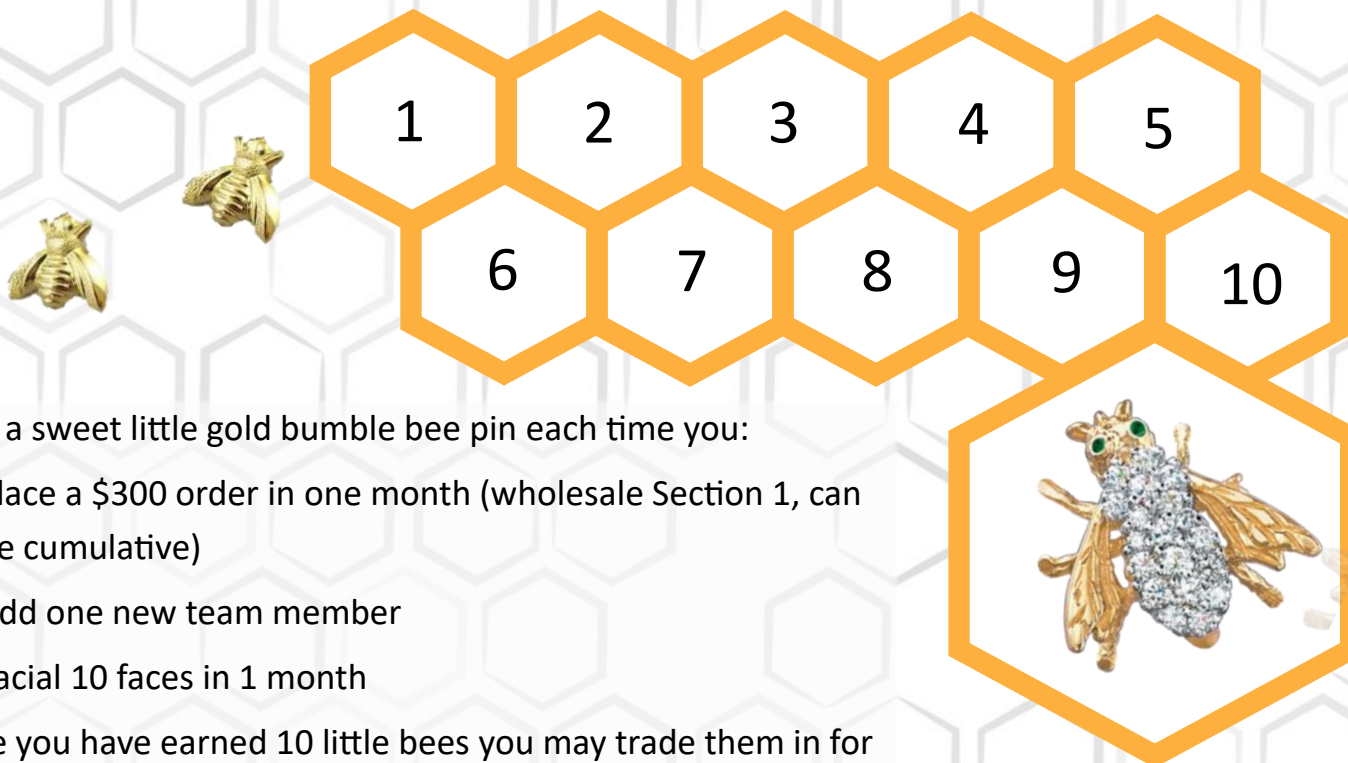 1 2 3 4 5
6 7 8 9 10
a sweet little gold bumble bee pin each time you:
lace a $300 order in one month (wholesale Section 1, can
e cumulative)
dd one new team member
acial 10 faces in 1 month
e you have earned 10 little bees you may trade them in for